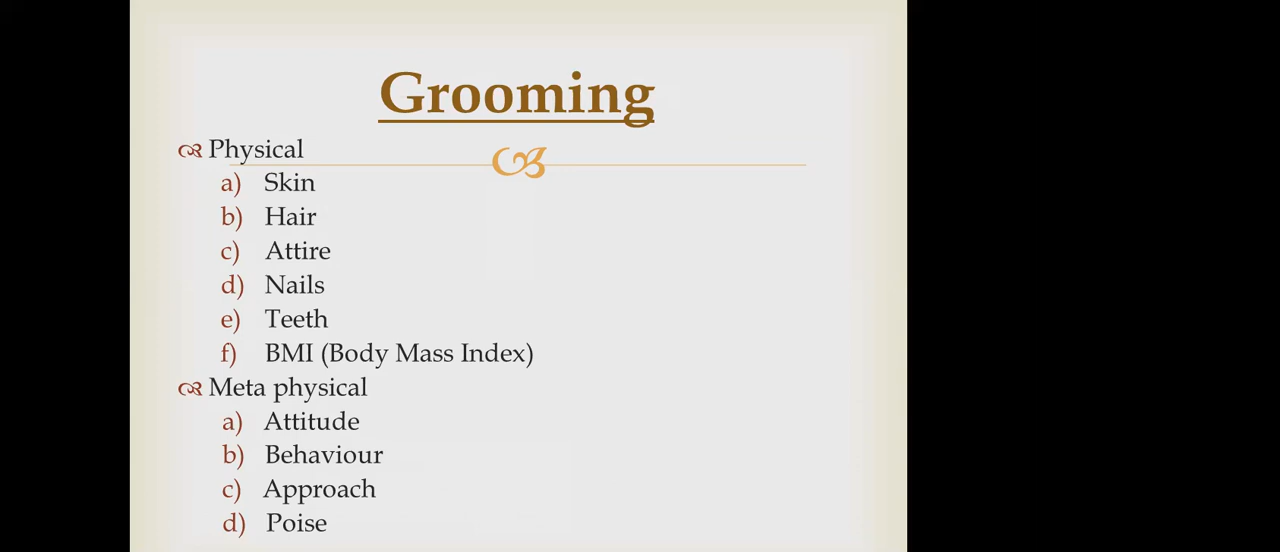 Grooming
Physical
a) Skin
b) Hair
c) Attire
d) Nails
e) Teeth
f) BMI (Body Mass Index)
Meta physical
a) Attitude
b) Behaviour
c) Approach
d) Poise